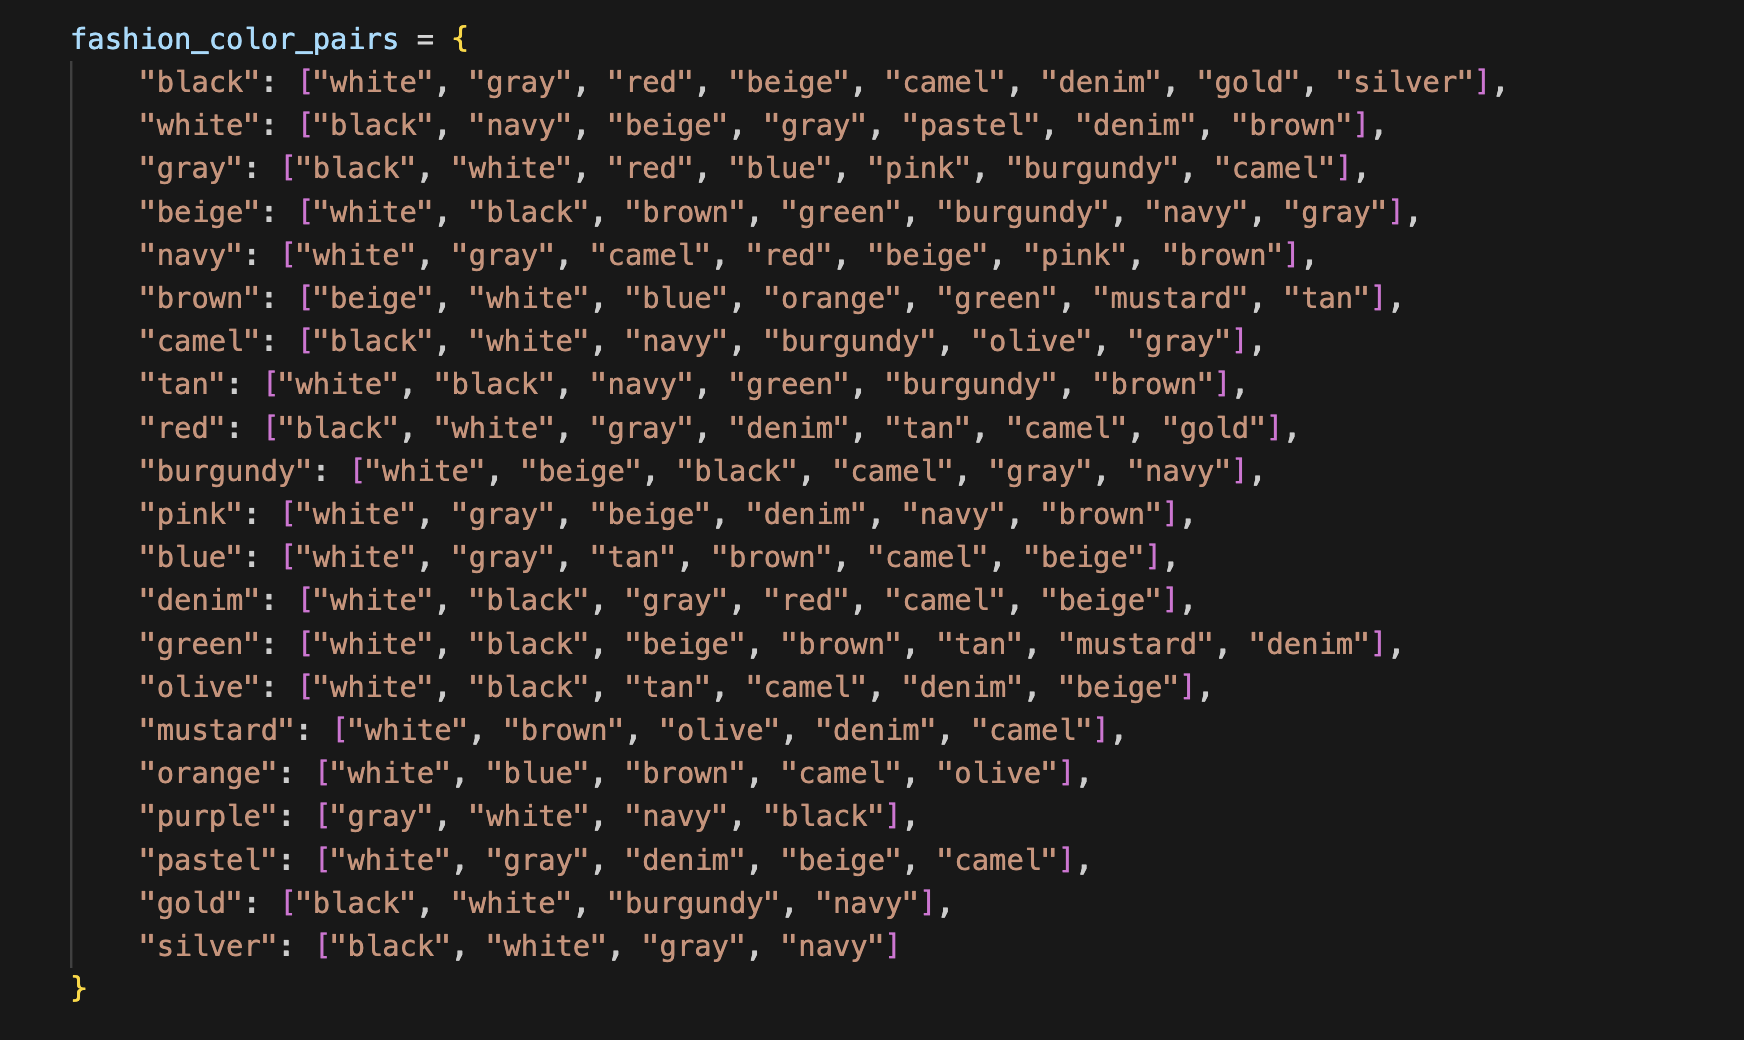 fashion_color_pairs = {
    "black": ["white", "gray", "red", "beige", "camel", "denim", "gold", "silver"],
    "white": ["black", "navy", "beige", "gray", "pastel", "denim", "brown"],
    "gray": ["black", "white", "red", "blue", "pink", "burgundy", "camel"],
    "beige": ["white", "black", "brown", "green", "burgundy", "navy", "gray"],
    "navy": ["white", "gray", "camel", "red", "beige", "pink", "brown"],
    "brown": ["beige", "white", "blue", "orange", "green", "mustard", "tan"],
    "camel": ["black", "white", "navy", "burgundy", "olive", "gray"],
    "tan": ["white", "black", "navy", "green", "burgundy", "brown"],
    "red": ["black", "white", "gray", "denim", "tan", "camel", "gold"],
    "burgundy": ["white", "beige", "black", "camel", "gray", "navy"],
    "pink": ["white", "gray", "beige", "denim", "navy", "brown"],
    "blue": ["white", "gray", "tan", "brown", "camel", "beige"],
    "denim": ["white", "black", "gray", "red", "camel", "beige"],
    "green": ["white", "black", "beige", "brown", "tan", "mustard", "denim"],
    "olive": ["white", "black", "tan", "camel", "denim", "beige"],
    "mustard": ["white", "brown", "olive", "denim", "camel"],
    "orange": ["white", "blue", "brown", "camel", "olive"],
    "purple": ["gray", "white", "navy", "black"],
    "pastel": ["white", "gray", "denim", "beige", "camel"],
    "gold": ["black", "white", "burgundy", "navy"],
    "silver": ["black", "white", "gray", "navy"]
}